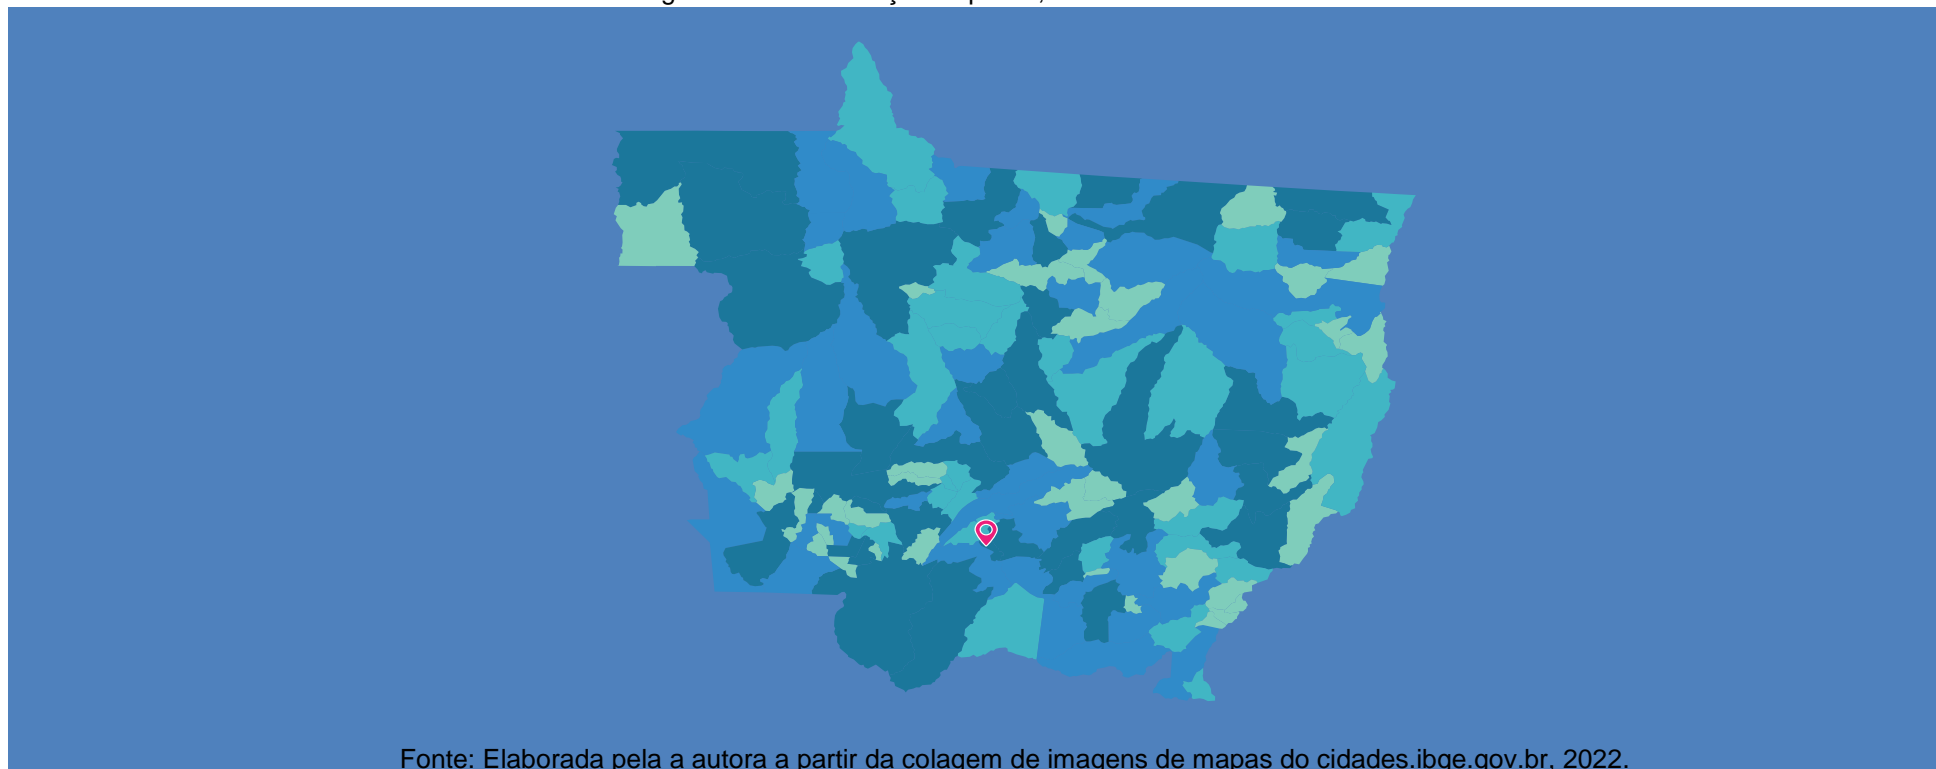 Fonte: Elaborada pela a autora a partir da colagem de imagens de mapas do cidades.ibge.gov.br, 2022.